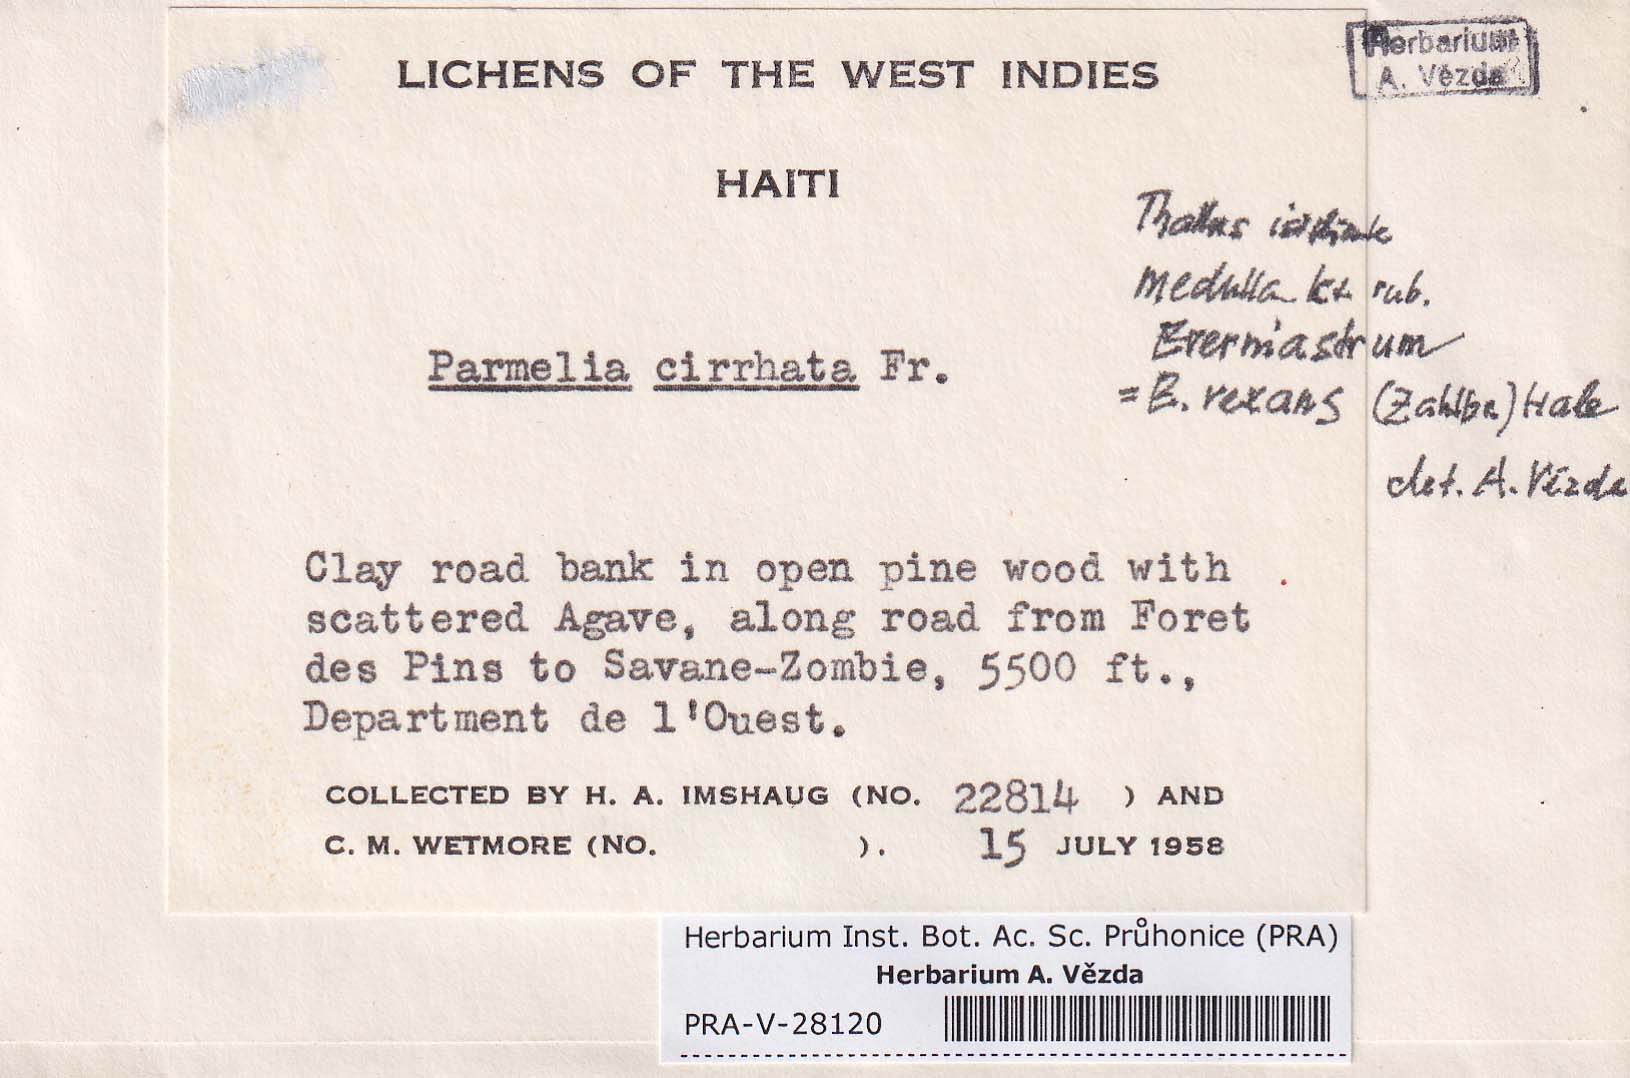 LICHENS OF THE WEST INDIES
Herbarium
A. Vězda
HAITI
Thallus isidiate
Medulla K+ rub.
Everniastrum
= E. vexans (Zahlbr.) Hale
det. A. Vězda
Parmelia cirrhata Fr.
Clay road bank in open pine wood with
scattered Agave, along road from Foret
des Pins to Savane-Zombie, 5500 ft.,
Department de l'Ouest.
COLLECTED BY H. A. IMSHAUG (NO. 22814 ) AND
C. M. WETMORE (NO. ). 15 JULY 1958
Herbarium Inst. Bot. Ac. Sc. Průhonice (PRA)
Herbarium A. Vězda
PRA-V-28120